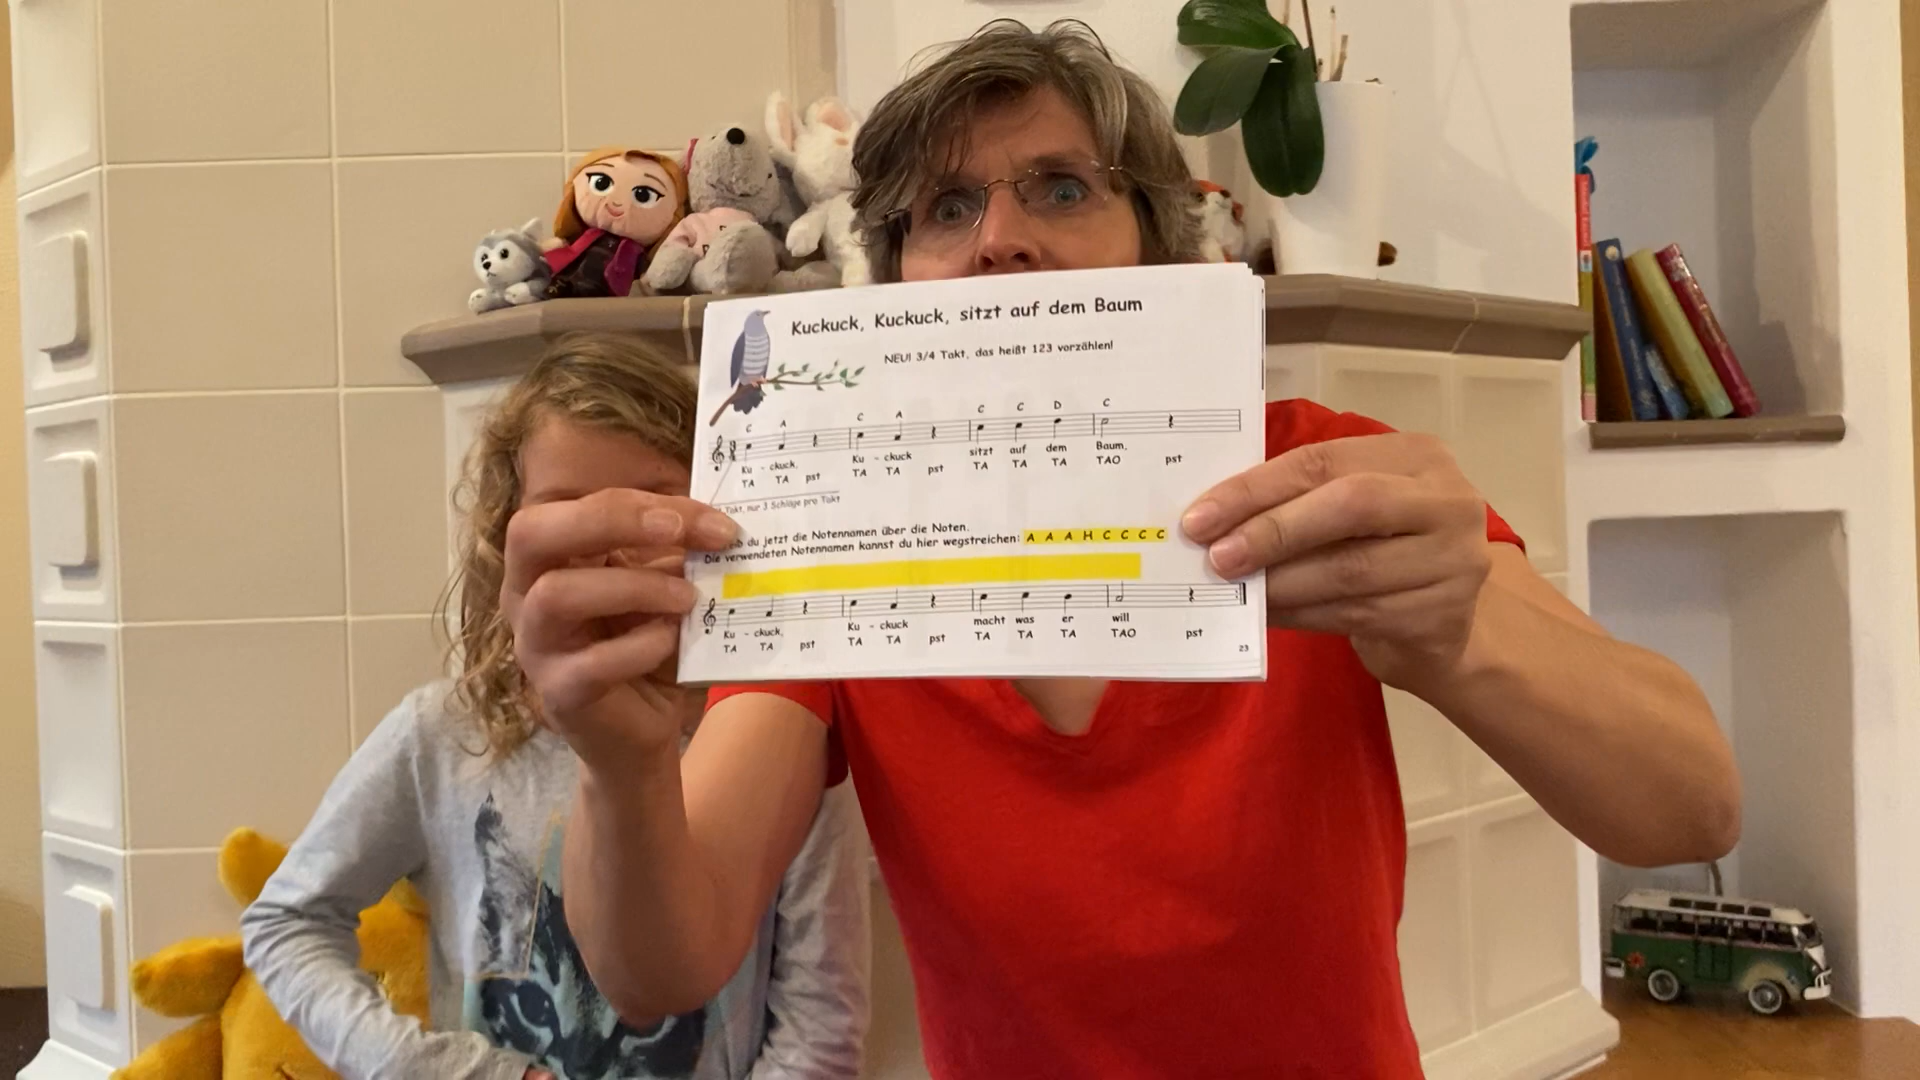 Kuckuck, Kuckuck, sitzt auf dem Baum
NEU! 3/4 Takt, das heißt 123 vorzählen!
C A C A C C D C
Ku - ckuck, Ku - ckuck sitzt auf dem Baum,
TA TA pst TA TA pst TA TA TA TAO pst
Takt, nur 3 Schläge pro Takt
du jetzt die Notennamen über die Noten.
Die verwendeten Notennamen kannst du hier wegstreichen: A A A H C C C C
Ku - ckuck, Ku - ckuck macht was er will
TA TA pst TA TA pst TA TA TA TAO pst
23